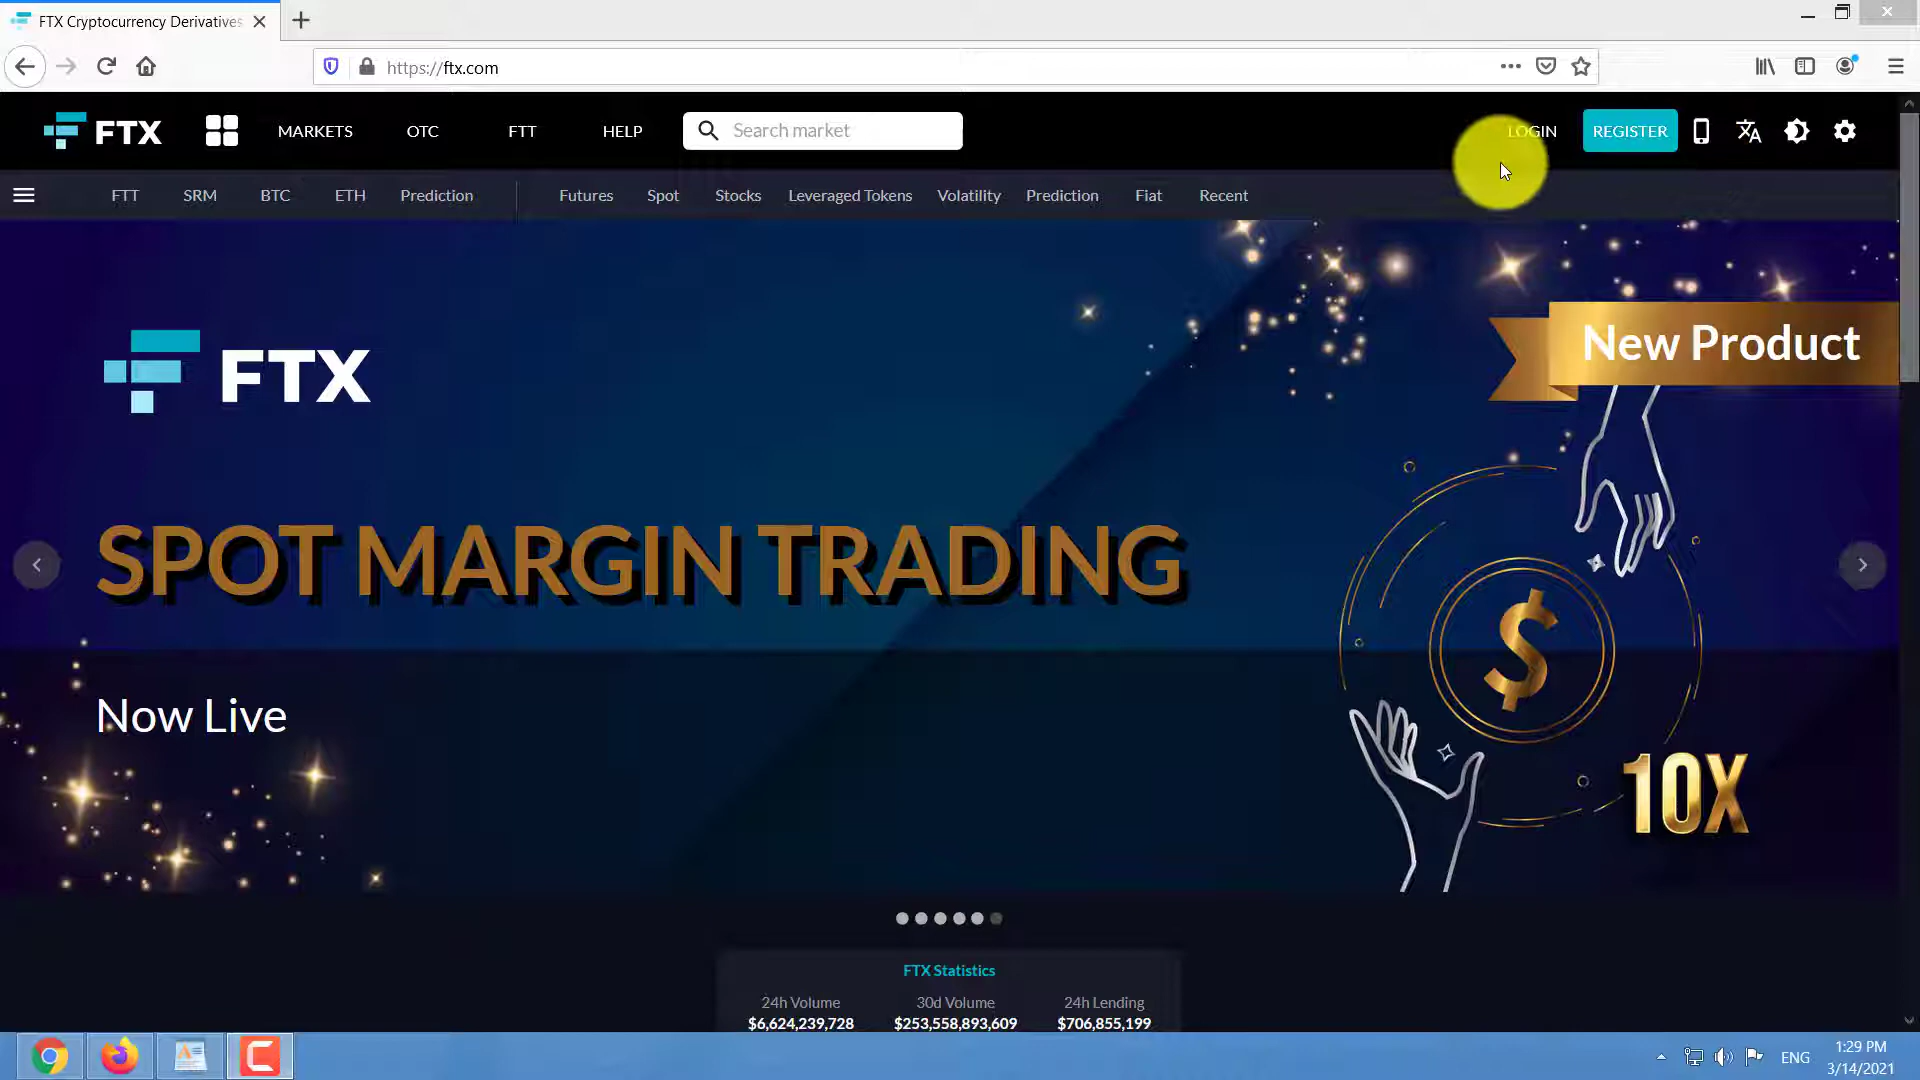 FTX Cryptocurrency Derivatives
https://ftx.com
FTX MARKETS OTC FTT HELP Search market LOGIN REGISTER
FTT SRM BTC ETH Prediction Futures Spot Stocks Leveraged Tokens Volatility Prediction Fiat Recent
New Product
FTX
SPOT MARGIN TRADING
$
Now Live
10X
FTX Statistics
24h Volume 30d Volume 24h Lending
$6,624,239,728 $253,558,893,609 $706,855,199
ENG
1:29 PM
3/14/2021